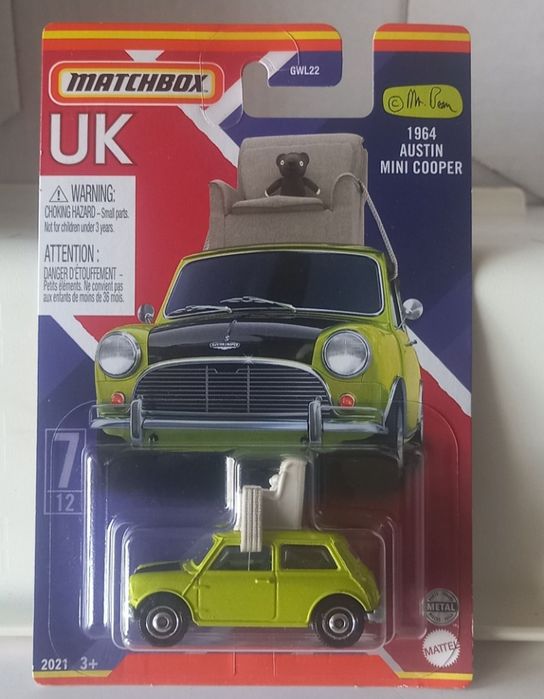 MATCHBOX
GWL22
UK
© Mr. Bean
1964
AUSTIN
MINI COOPER
WARNING:
CHOKING HAZARD – Small parts.
Not for children under 3 years.
ATTENTION :
DANGER D'ÉTOUFFEMENT –
Petits éléments. Ne convient pas
aux enfants de moins de 36 mois.
7
12
METAL
MATTEL
2021 3+